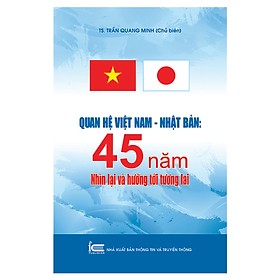 TS. TRẦN QUANG MINH (Chủ biên)
QUAN HỆ VIỆT NAM - NHẬT BẢN:
45 năm
Nhìn lại và hướng tới tương lai
NHÀ XUẤT BẢN THÔNG TIN VÀ TRUYỀN THÔNG